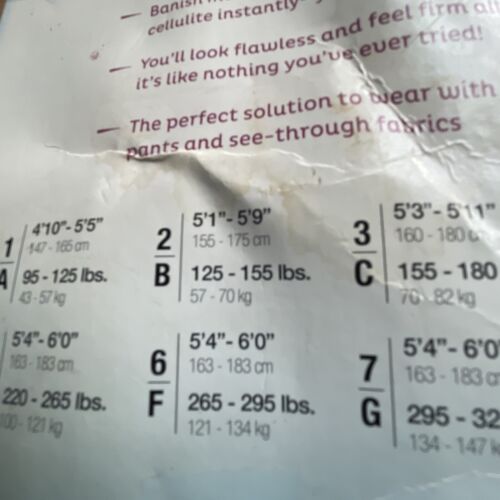 — Banish
cellulite instantly
— You'll look flawless and feel firm all
it's like nothing you've ever tried!
— The perfect solution to wear with
pants and see-through fabrics
1
A
4'10"- 5'5"
147 - 165 cm
95 - 125 lbs.
43 - 57 kg
2
B
5'1"- 5'9"
155 - 175 cm
125 - 155 lbs.
57 - 70 kg
3
C
5'3"- 5'11"
160 - 180 c
155 - 180
70 - 82 kg
5'4"- 6'0"
163 - 183 cm
220 - 265 lbs.
100 - 121 kg
6
F
5'4"- 6'0"
163 - 183 cm
265 - 295 lbs.
121 - 134 kg
7
G
5'4"- 6'0
163 - 183 c
295 - 32
134 - 147 k